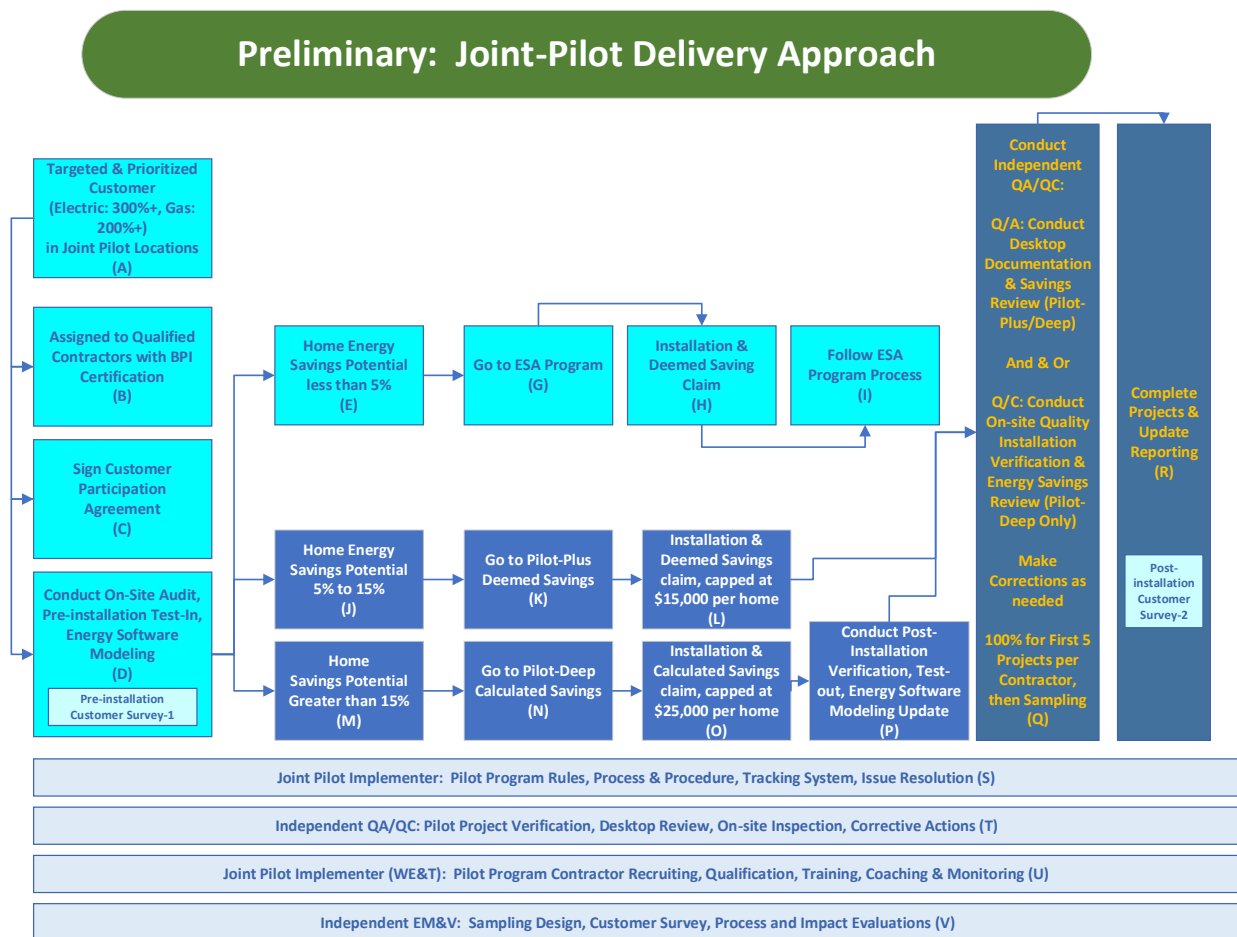 Preliminary:  Joint-Pilot Delivery Approach
Targeted & Prioritized
Customer
(Electric: 300%+, Gas:
200%+)
in Joint Pilot Locations
(A)
Assigned to Qualified
Contractors with BPI
Certification
(B)
Sign Customer
Participation
Agreement
(C)
Conduct On-Site Audit,
Pre-installation Test-In,
Energy Software
Modeling
(D)
Pre-installation
Customer Survey-1
Home Energy
Savings Potential
less than 5%
(E)
Go to ESA Program
(G)
Installation &
Deemed Saving
Claim
(H)
Follow ESA
Program Process
(I)
Home Energy
Savings Potential
5% to 15%
(J)
Go to Pilot-Plus
Deemed Savings
(K)
Installation &
Deemed Savings
claim, capped at
$15,000 per home
(L)
Home
Savings Potential
Greater than 15%
(M)
Go to Pilot-Deep
Calculated Savings
(N)
Installation &
Calculated Savings
claim, capped at
$25,000 per home
(O)
Conduct Post-
Installation
Verification, Test-
out, Energy Software
Modeling Update
(P)
Conduct
Independent
QA/QC:
Q/A: Conduct
Desktop
Documentation
& Savings
Review (Pilot-
Plus/Deep)
And & Or
Q/C: Conduct
On-site Quality
Installation
Verification &
Energy Savings
Review (Pilot-
Deep Only)
Make
Corrections as
needed
100% for First 5
Projects per
Contractor,
then Sampling
(Q)
Complete
Projects &
Update
Reporting
(R)
Post-
installation
Customer
Survey-2
Joint Pilot Implementer:  Pilot Program Rules, Process & Procedure, Tracking System, Issue Resolution (S)
Independent QA/QC: Pilot Project Verification, Desktop Review, On-site Inspection, Corrective Actions (T)
Joint Pilot Implementer (WE&T):  Pilot Program Contractor Recruiting, Qualification, Training, Coaching & Monitoring (U)
Independent EM&V:  Sampling Design, Customer Survey, Process and Impact Evaluations (V)